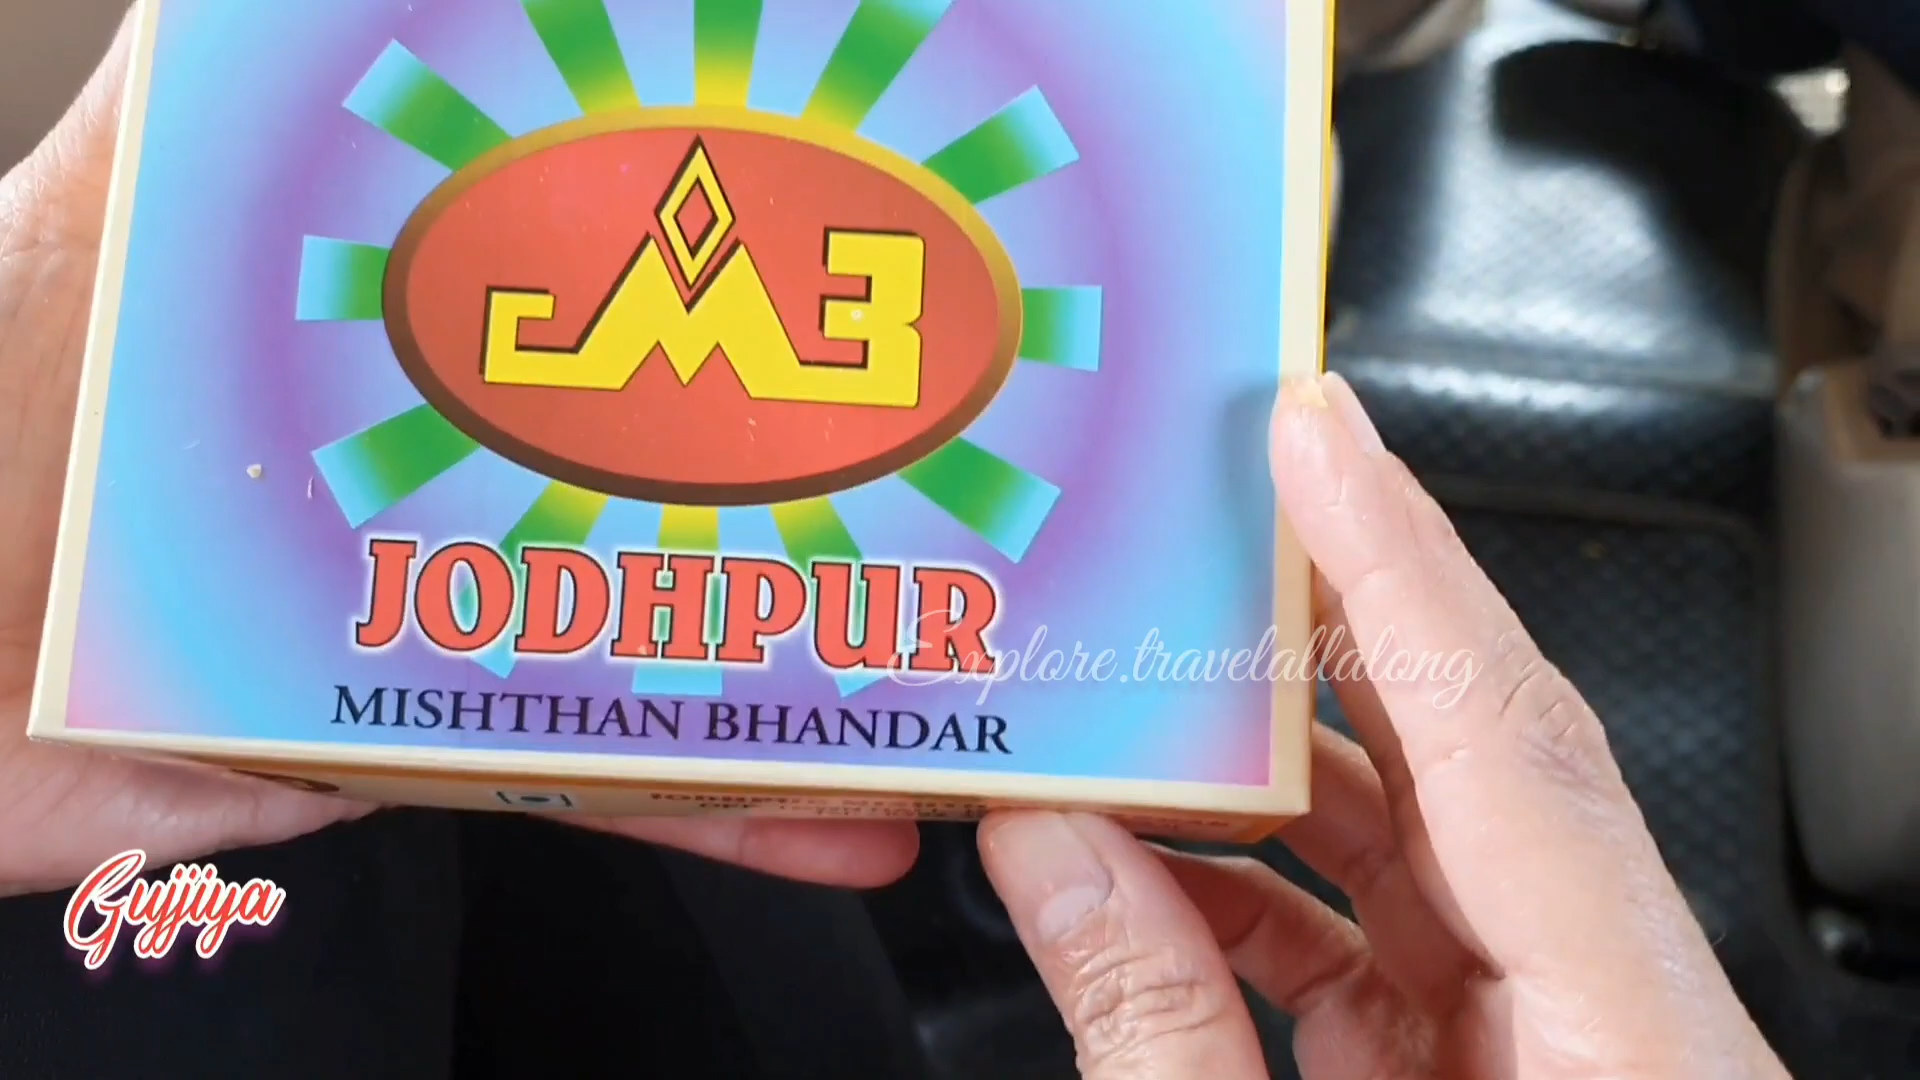 JMB
JODHPUR
Explore.travelallalong
MISHTHAN BHANDAR
Gujjiya